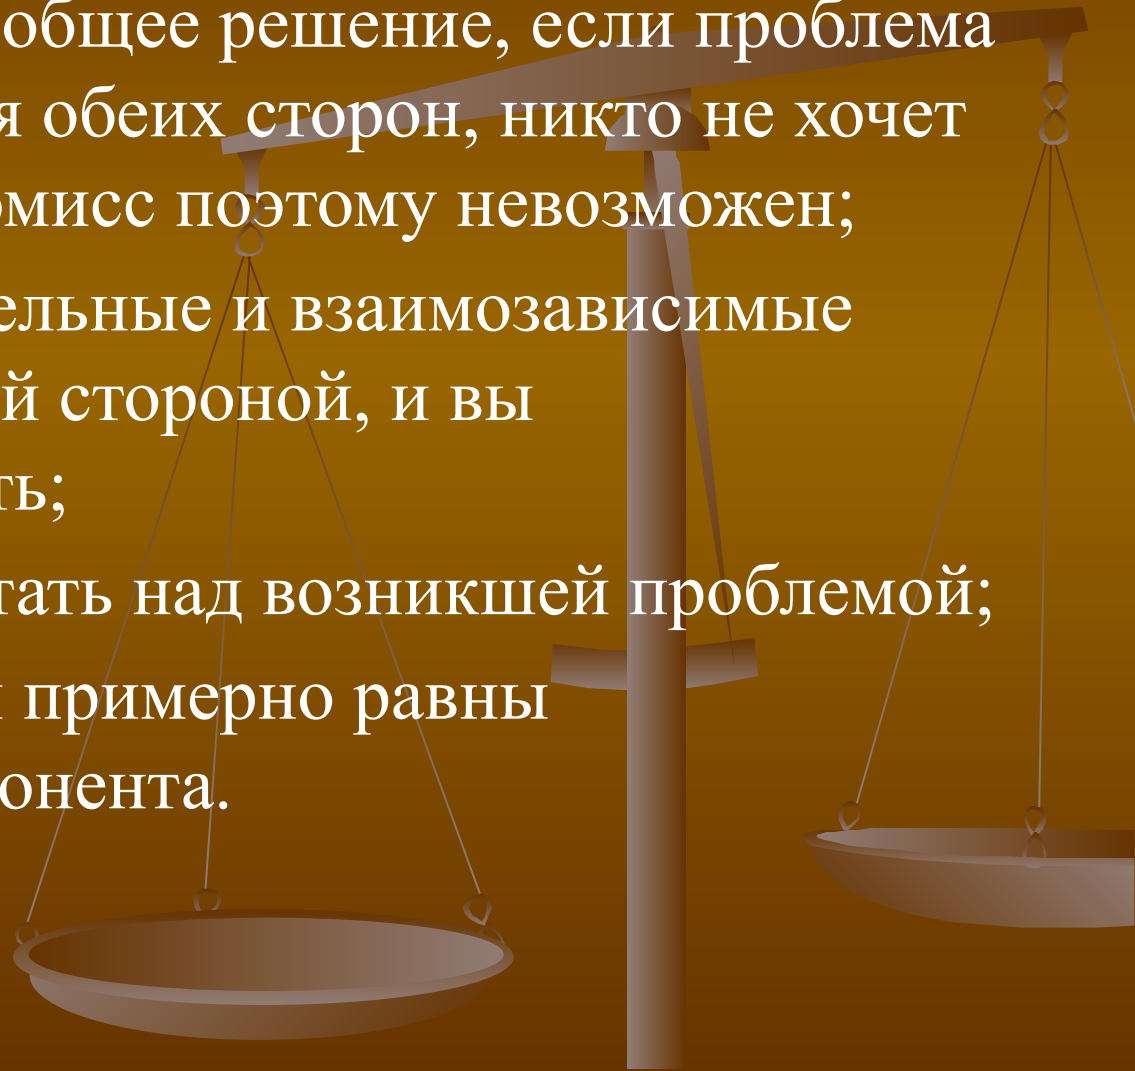 общее решение, если проблема
я обеих сторон, никто не хочет
омисс поэтому невозможен;
ельные и взаимозависимые
й стороной, и вы
ть;
тать над возникшей проблемой;
примерно равны
онента.